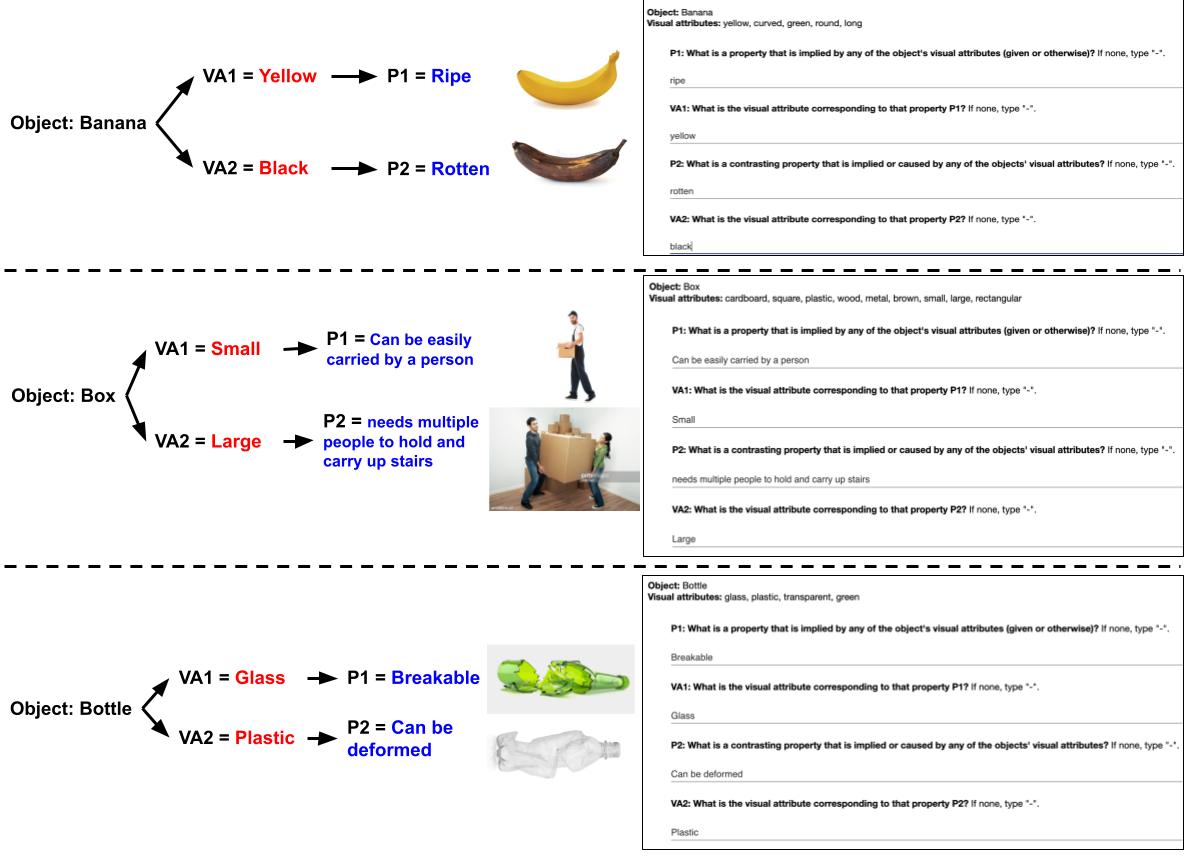 VA1 = Yellow
P1 = Ripe
Object: Banana
VA2 = Black
P2 = Rotten
Object: Banana
Visual attributes: yellow, curved, green, round, long
P1: What is a property that is implied by any of the object's visual attributes (given or otherwise)? If none, type "-".
ripe
VA1: What is the visual attribute corresponding to that property P1? If none, type "-".
yellow
P2: What is a contrasting property that is implied or caused by any of the objects' visual attributes? If none, type "-".
rotten
VA2: What is the visual attribute corresponding to that property P2? If none, type "-".
black
VA1 = Small
P1 = Can be easily
carried by a person
Object: Box
VA2 = Large
P2 = needs multiple
people to hold and
carry up stairs
Object: Box
Visual attributes: cardboard, square, plastic, wood, metal, brown, small, large, rectangular
P1: What is a property that is implied by any of the object's visual attributes (given or otherwise)? If none, type "-".
Can be easily carried by a person
VA1: What is the visual attribute corresponding to that property P1? If none, type "-".
Small
P2: What is a contrasting property that is implied or caused by any of the objects' visual attributes? If none, type "-".
needs multiple people to hold and carry up stairs
VA2: What is the visual attribute corresponding to that property P2? If none, type "-".
Large
VA1 = Glass
P1 = Breakable
Object: Bottle
VA2 = Plastic
P2 = Can be
deformed
Object: Bottle
Visual attributes: glass, plastic, transparent, green
P1: What is a property that is implied by any of the object's visual attributes (given or otherwise)? If none, type "-".
Breakable
VA1: What is the visual attribute corresponding to that property P1? If none, type "-".
Glass
P2: What is a contrasting property that is implied or caused by any of the objects' visual attributes? If none, type "-".
Can be deformed
VA2: What is the visual attribute corresponding to that property P2? If none, type "-".
Plastic